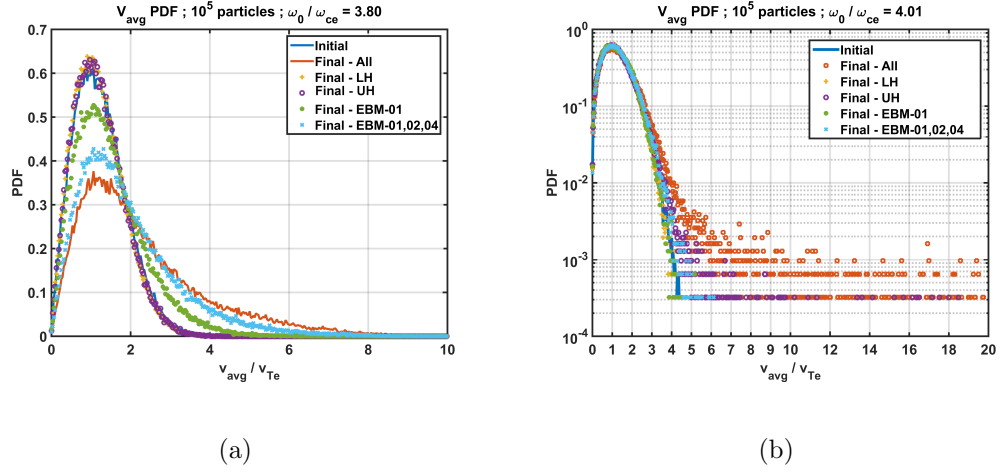 V_avg PDF ; 10^5 particles ; ω_0 / ω_ce = 3.80
0.7
0.6
0.5
0.4
0.3
0.2
0.1
0
PDF
Initial
Final - All
Final - LH
Final - UH
Final - EBM-01
Final - EBM-01,02,04
0 2 4 6 8 10
v_avg / v_Te
(a)
V_avg PDF ; 10^5 particles ; ω_0 / ω_ce = 4.01
10^0
10^-1
10^-2
10^-3
10^-4
PDF
Initial
Final - All
Final - LH
Final - UH
Final - EBM-01
Final - EBM-01,02,04
0 1 2 3 4 5 6 7 8 9 10 12 14 16 18 20
v_avg / v_Te
(b)